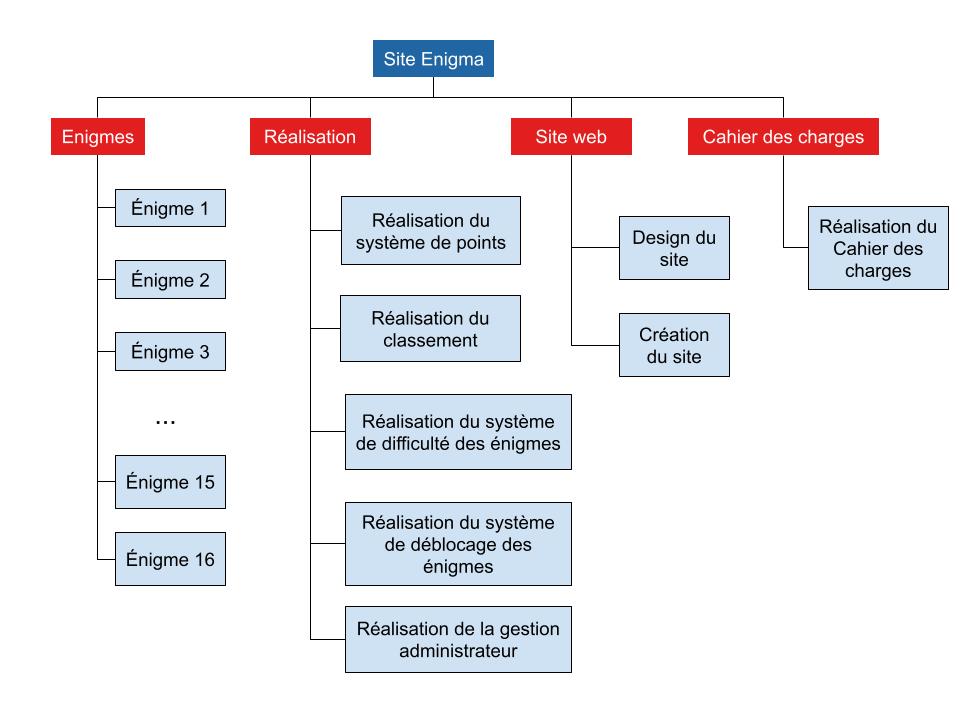 Site Enigma
Enigmes
Réalisation
Site web
Cahier des charges
Énigme 1
Énigme 2
Énigme 3
...
Énigme 15
Énigme 16
Réalisation du
système de points
Réalisation du
classement
Réalisation du système
de difficulté des énigmes
Réalisation du système
de déblocage des
énigmes
Réalisation de la gestion
administrateur
Design du
site
Création
du site
Réalisation du
Cahier des
charges